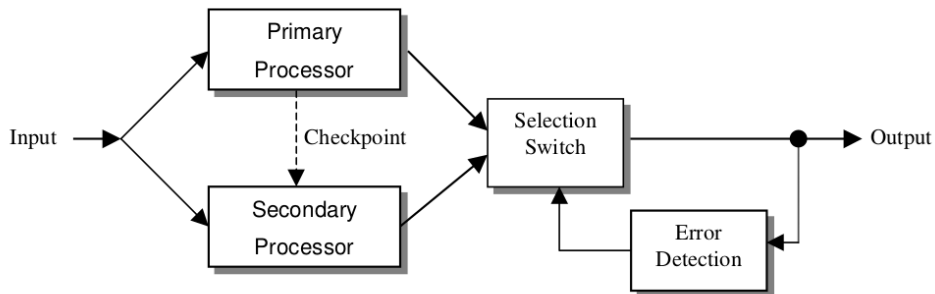 Primary
Processor
Input
Checkpoint
Selection
Switch
Output
Secondary
Processor
Error
Detection